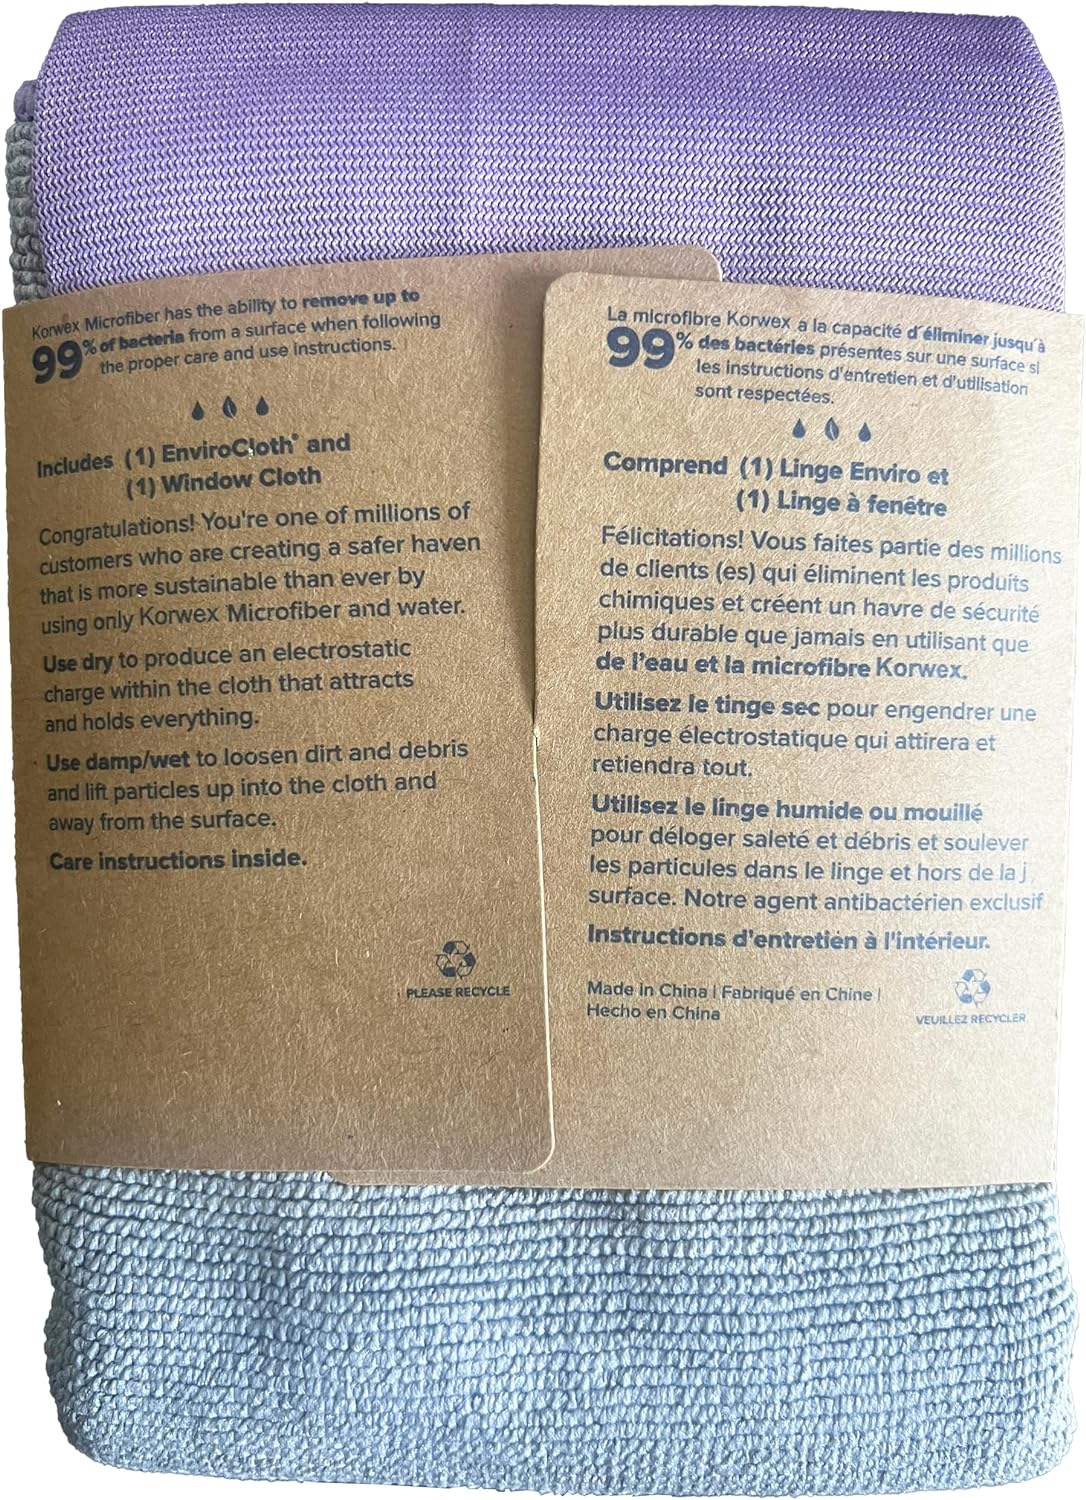 Korwex Microfiber has the ability to remove up to
99% of bacteria from a surface when following
the proper care and use instructions.
Includes (1) EnviroCloth® and
(1) Window Cloth
Congratulations! You're one of millions of
customers who are creating a safer haven
that is more sustainable than ever by
using only Korwex Microfiber and water.
Use dry to produce an electrostatic
charge within the cloth that attracts
and holds everything.
Use damp/wet to loosen dirt and debris
and lift particles up into the cloth and
away from the surface.
Care instructions inside.
PLEASE RECYCLE
La microfibre Korwex a la capacité d'éliminer jusqu'à
99% des bactéries présentes sur une surface si
les instructions d'entretien et d'utilisation
sont respectées.
Comprend (1) Linge Enviro et
(1) Linge à fenêtre
Félicitations! Vous faites partie des millions
de clients (es) qui éliminent les produits
chimiques et créent un havre de sécurité
plus durable que jamais en utilisant que
de l'eau et la microfibre Korwex.
Utilisez le tinge sec pour engendrer une
charge électrostatique qui attirera et
retiendra tout.
Utilisez le linge humide ou mouillé
pour déloger saleté et débris et soulever
les particules dans le linge et hors de la j
surface. Notre agent antibactérien exclusif
Instructions d'entretien à l'intérieur.
Made in China | Fabriqué en Chine |
Hecho en China
VEUILLEZ RECYCLER